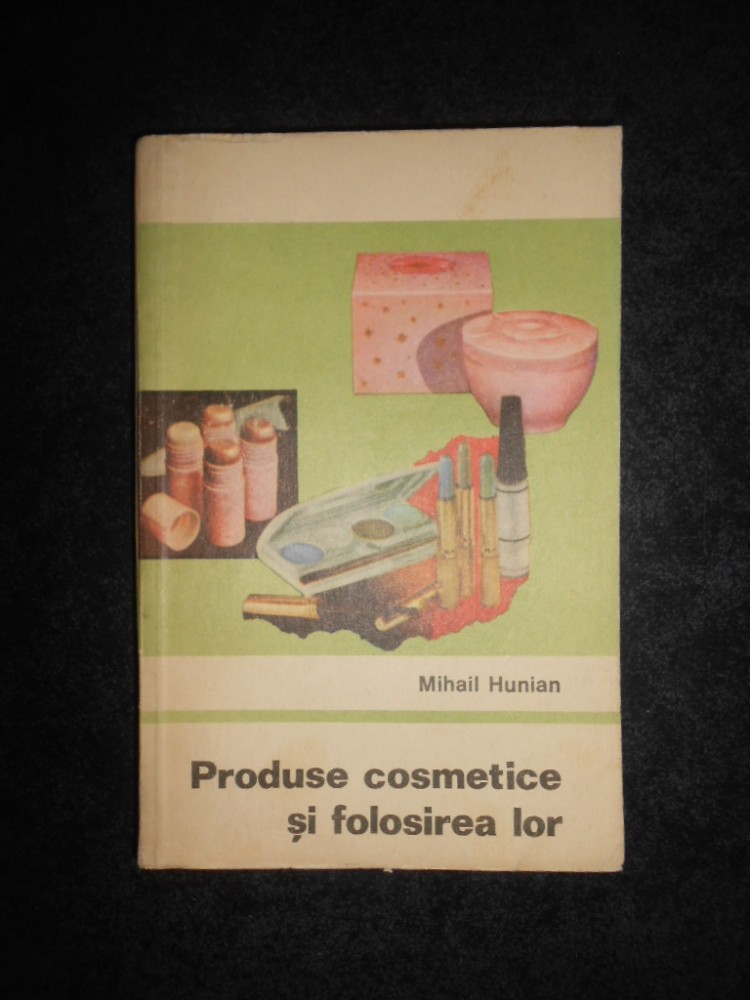 Mihail Hunian
Produse cosmetice
și folosirea lor